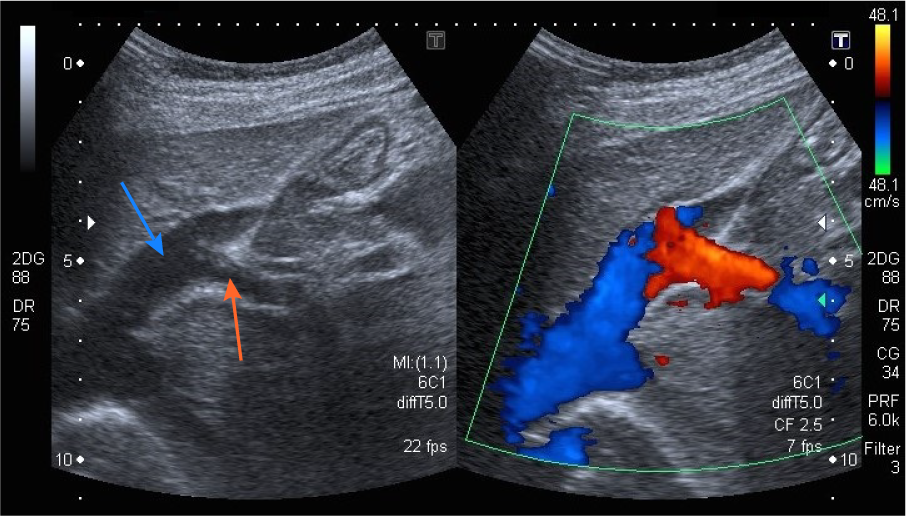 T
0
5
10
2DG
88
DR
75
MI:(1.1)
6C1
diffT5.0
22 fps
T
0
5
10
6C1
diffT5.0
CF 2.5
7 fps
48.1
48.1
cm/s
2DG
88
DR
75
CG
34
PRF
6.0k
Filter
3